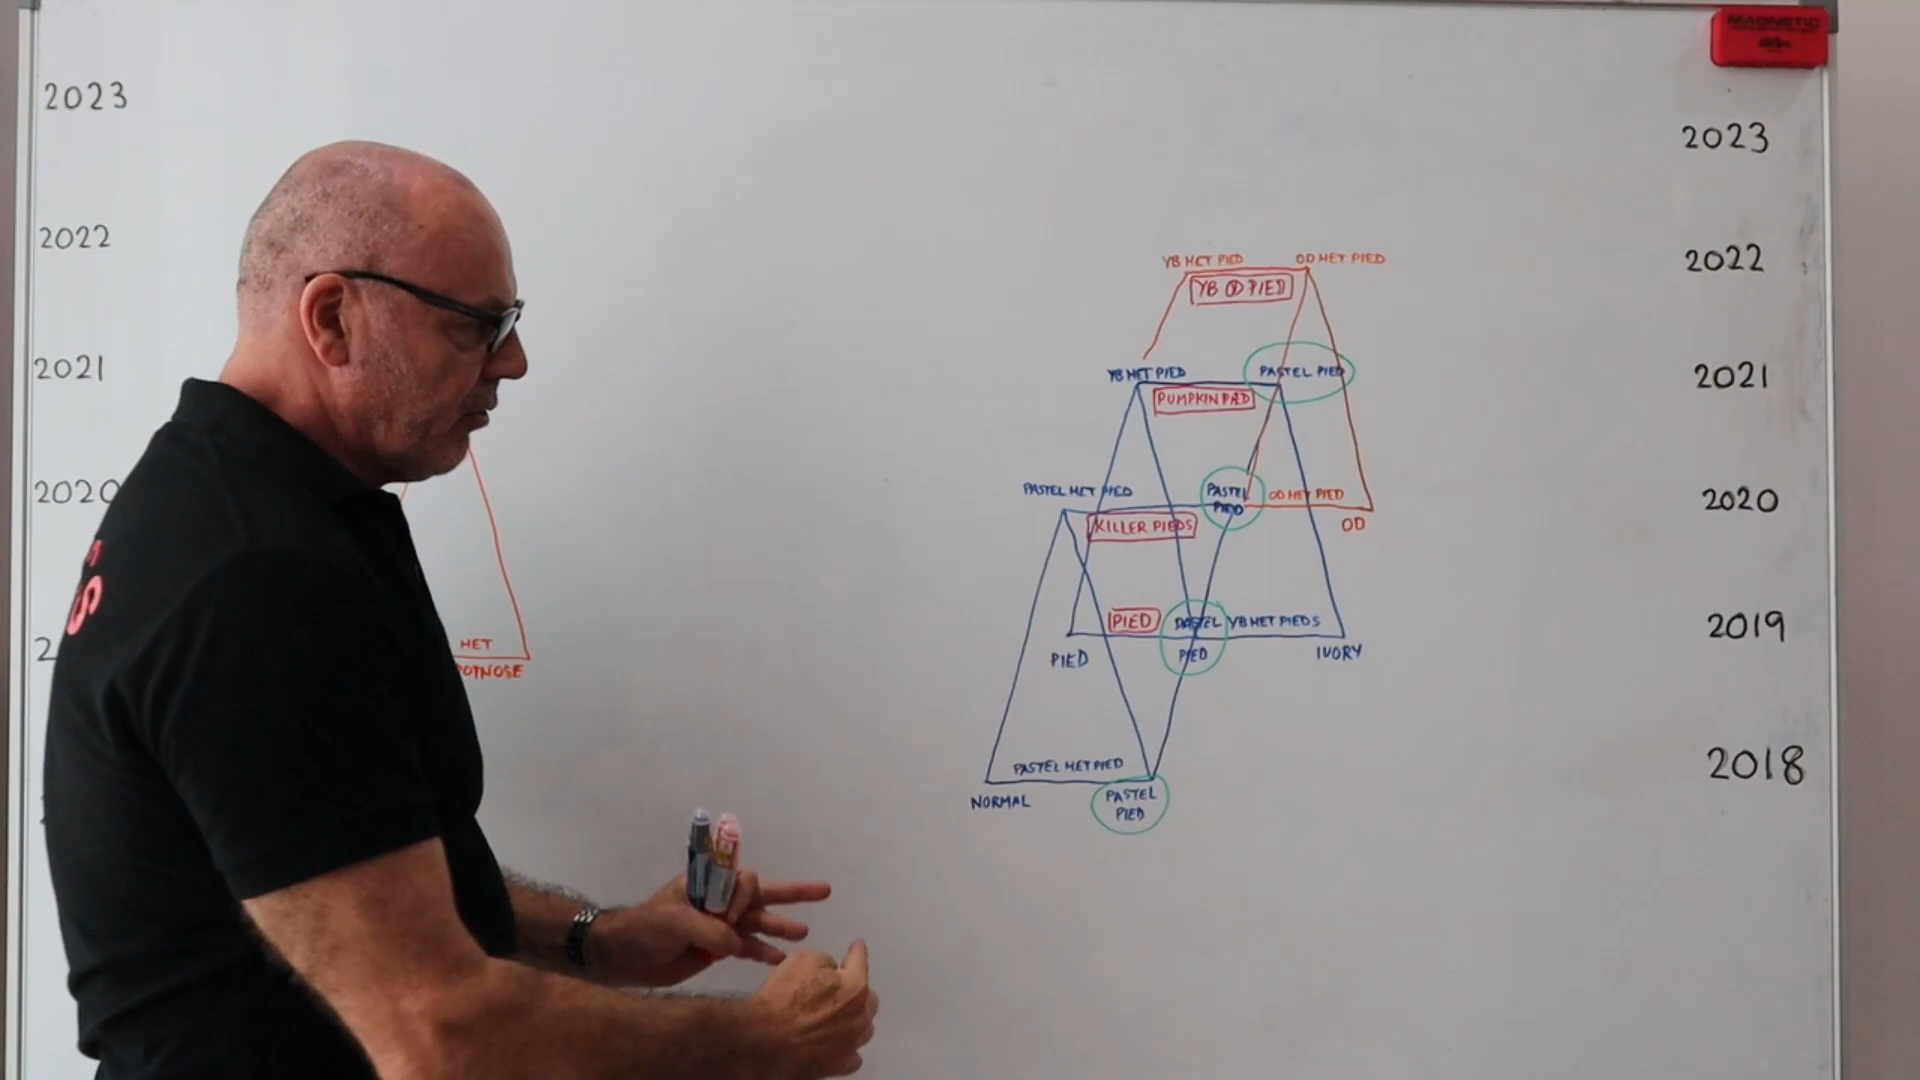 MAGNETIC
2023
2022
2021
2020
2
HET
OTNOSE
2023
2022
2021
2020
2019
2018
YB HET PIED
OD HET PIED
YB OD PIED
YB HET PIED
PASTEL PIED
PUMPKIN PIED
PASTEL HET PIED
PASTEL
PIED
OD HET PIED
KILLER PIEDS
OD
PIED
PASTEL
PIED
YB HET PIEDS
PIED
IVORY
PASTEL HET PIED
NORMAL
PASTEL
PIED